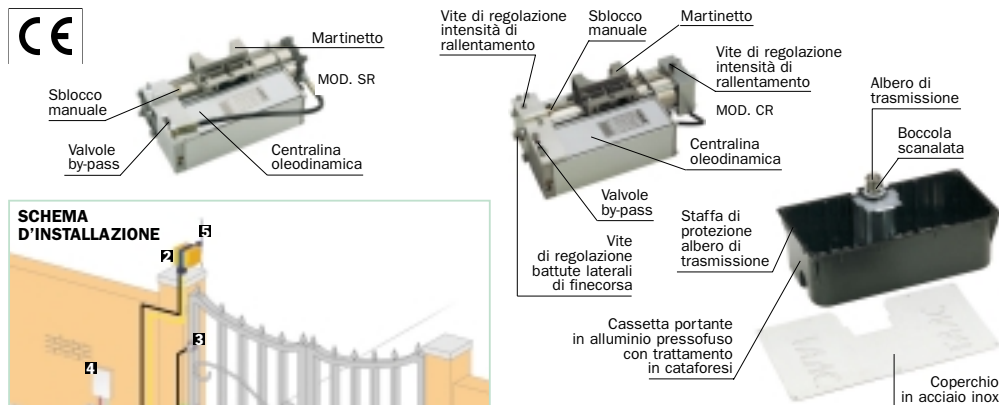 CE
Martinetto
MOD. SR
Sblocco
manuale
Valvole
by-pass
Centralina
oleodinamica
Vite di regolazione
intensità di
rallentamento
Sblocco
manuale
Martinetto
Vite di regolazione
intensità di
rallentamento
MOD. CR
Centralina
oleodinamica
Valvole
by-pass
Vite
di regolazione
battute laterali
di finecorsa
Albero di
trasmissione
Boccola
scanalata
Staffa di
protezione
albero di
trasmissione
Cassetta portante
in alluminio pressofuso
con trattamento
in cataforesi
Coperchio
in acciaio inox
SCHEMA
D'INSTALLAZIONE
5
2
3
4